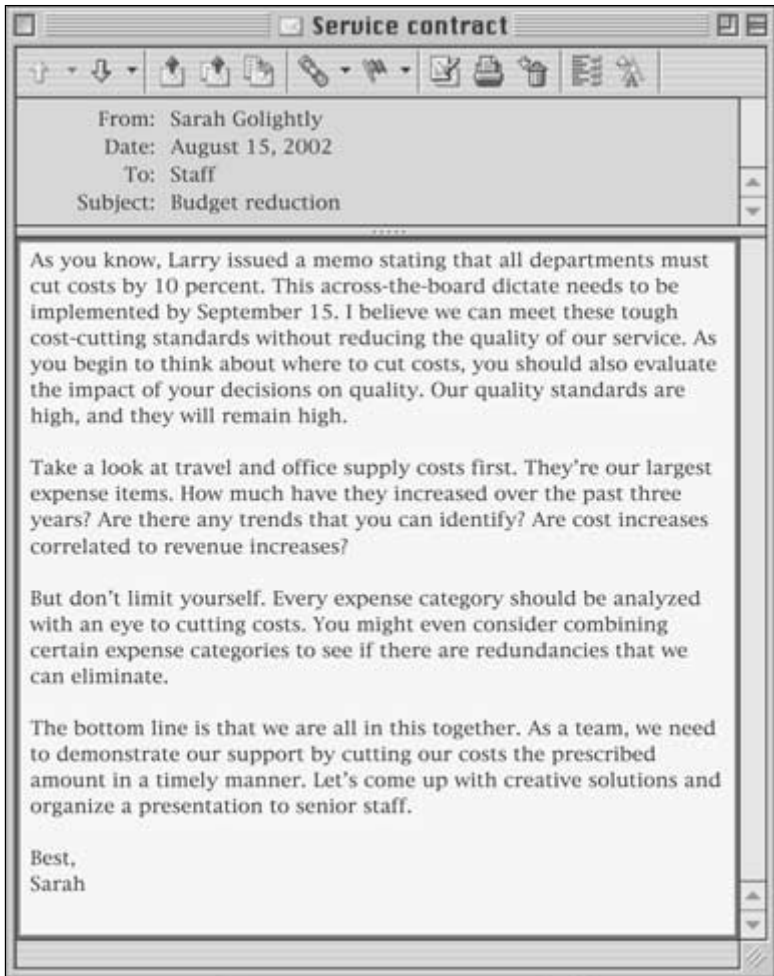 Service contract
From: Sarah Golightly
Date: August 15, 2002
To: Staff
Subject: Budget reduction
As you know, Larry issued a memo stating that all departments must
cut costs by 10 percent. This across-the-board dictate needs to be
implemented by September 15. I believe we can meet these tough
cost-cutting standards without reducing the quality of our service. As
you begin to think about where to cut costs, you should also evaluate
the impact of your decisions on quality. Our quality standards are
high, and they will remain high.
Take a look at travel and office supply costs first. They're our largest
expense items. How much have they increased over the past three
years? Are there any trends that you can identify? Are cost increases
correlated to revenue increases?
But don't limit yourself. Every expense category should be analyzed
with an eye to cutting costs. You might even consider combining
certain expense categories to see if there are redundancies that we
can eliminate.
The bottom line is that we are all in this together. As a team, we need
to demonstrate our support by cutting our costs the prescribed
amount in a timely manner. Let's come up with creative solutions and
organize a presentation to senior staff.
Best,
Sarah